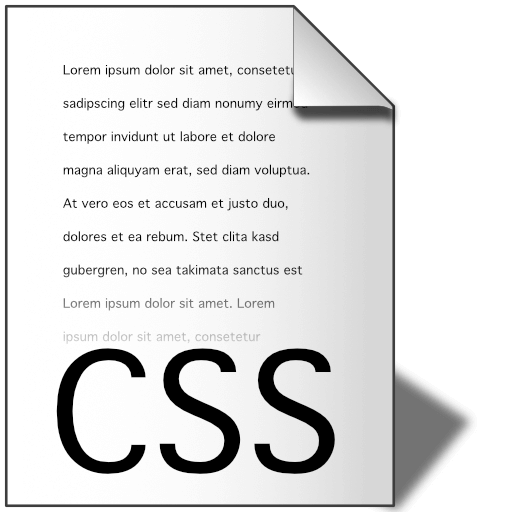 Lorem ipsum dolor sit amet, consetetu
sadipscing elitr sed diam nonumy eirmod
tempor invidunt ut labore et dolore
magna aliquyam erat, sed diam voluptua.
At vero eos et accusam et justo duo,
dolores et ea rebum. Stet clita kasd
gubergren, no sea takimata sanctus est
Lorem ipsum dolor sit amet. Lorem
ipsum dolor sit amet, consetetur
CSS